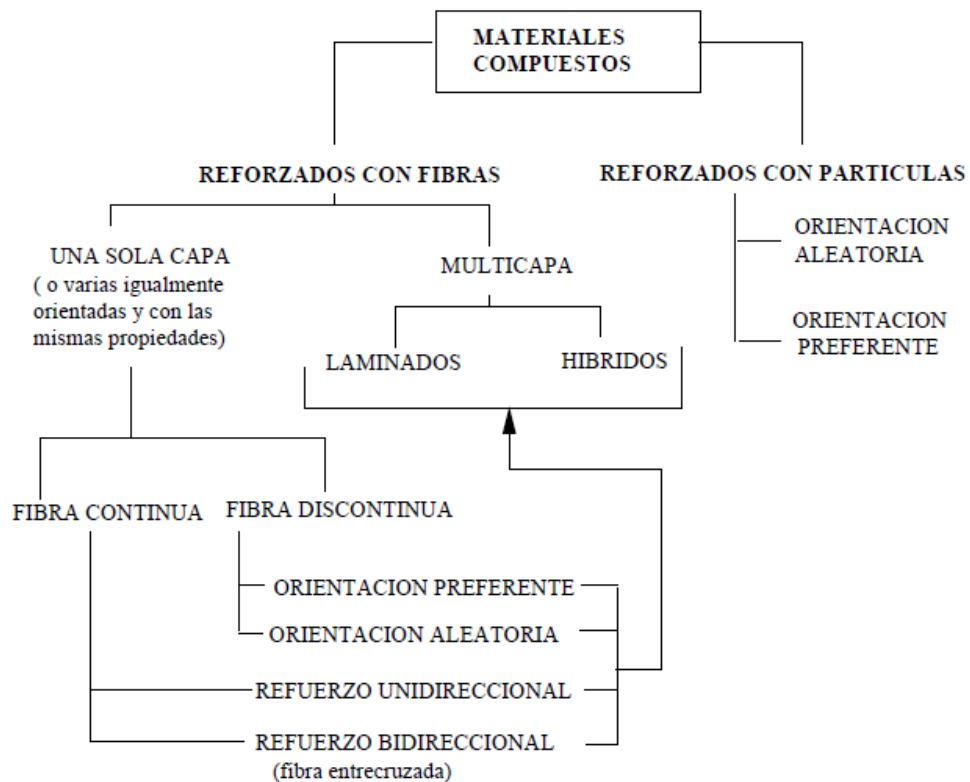 MATERIALES
COMPUESTOS
REFORZADOS CON FIBRAS
REFORZADOS CON PARTICULAS
UNA SOLA CAPA
( o varias igualmente
orientadas y con las
mismas propiedades)
MULTICAPA
ORIENTACION
ALEATORIA
ORIENTACION
PREFERENTE
LAMINADOS
HIBRIDOS
FIBRA CONTINUA
FIBRA DISCONTINUA
ORIENTACION PREFERENTE
ORIENTACION ALEATORIA
REFUERZO UNIDIRECCIONAL
REFUERZO BIDIRECCIONAL
(fibra entrecruzada)